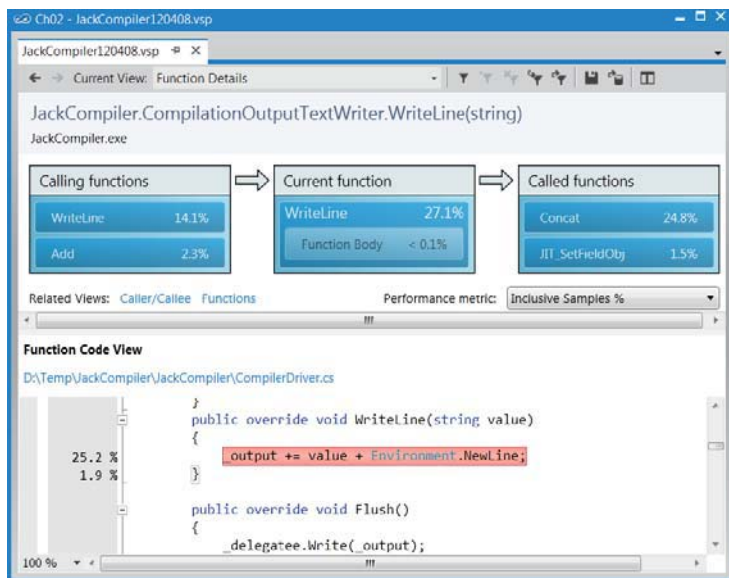 Ch02 - JackCompiler120408.vsp
JackCompiler120408.vsp
Current View: Function Details
JackCompiler.CompilationOutputTextWriter.WriteLine(string)
JackCompiler.exe
Calling functions
WriteLine 14.1%
Add 2.3%
Current function
WriteLine 27.1%
Function Body < 0.1%
Called functions
Concat 24.8%
JIT_SetFieldObj 1.5%
Related Views: Caller/Callee Functions
Performance metric: Inclusive Samples %
Function Code View
D:\Temp\JackCompiler\JackCompiler\CompilerDriver.cs
}
public override void WriteLine(string value)
{
25.2 % _output += value + Environment.NewLine;
1.9 % }
public override void Flush()
{
_delegatee.Write(_output);
100 %